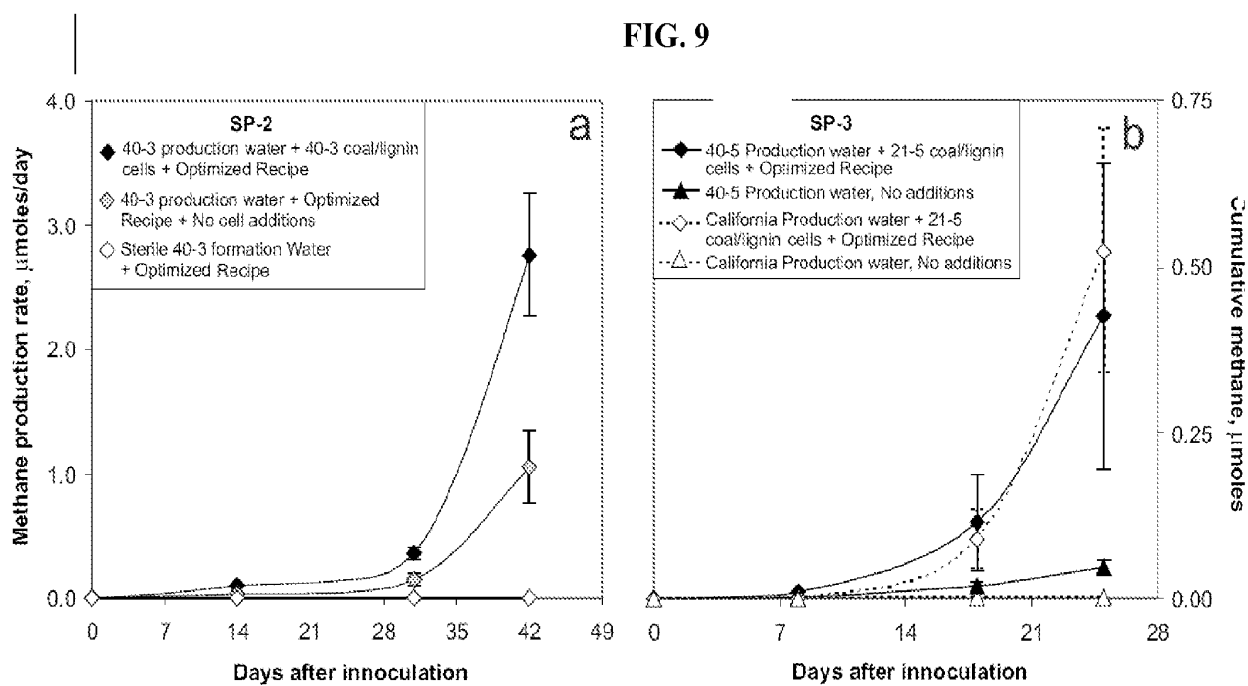 FIG. 9
4.0
3.0
2.0
1.0
0.0
Methane production rate, µmoles/day
SP-2
a
40-3 production water + 40-3 coal/lignin
cells + Optimized Recipe
40-3 production water + Optimized
Recipe + No cell additions
Sterile 40-3 formation Water
+ Optimized Recipe
0 7 14 21 28 35 42 49
Days after innoculation
SP-3
b
40-5 Production water + 21-5 coal/lignin
cells + Optimized Recipe
40-5 Production water, No additions
California Production water + 21-5
coal/lignin cells + Optimized Recipe
California Production water, No additions
0.75
0.50
0.25
0.00
Cumulative methane, µmoles
0 7 14 21 28
Days after innoculation